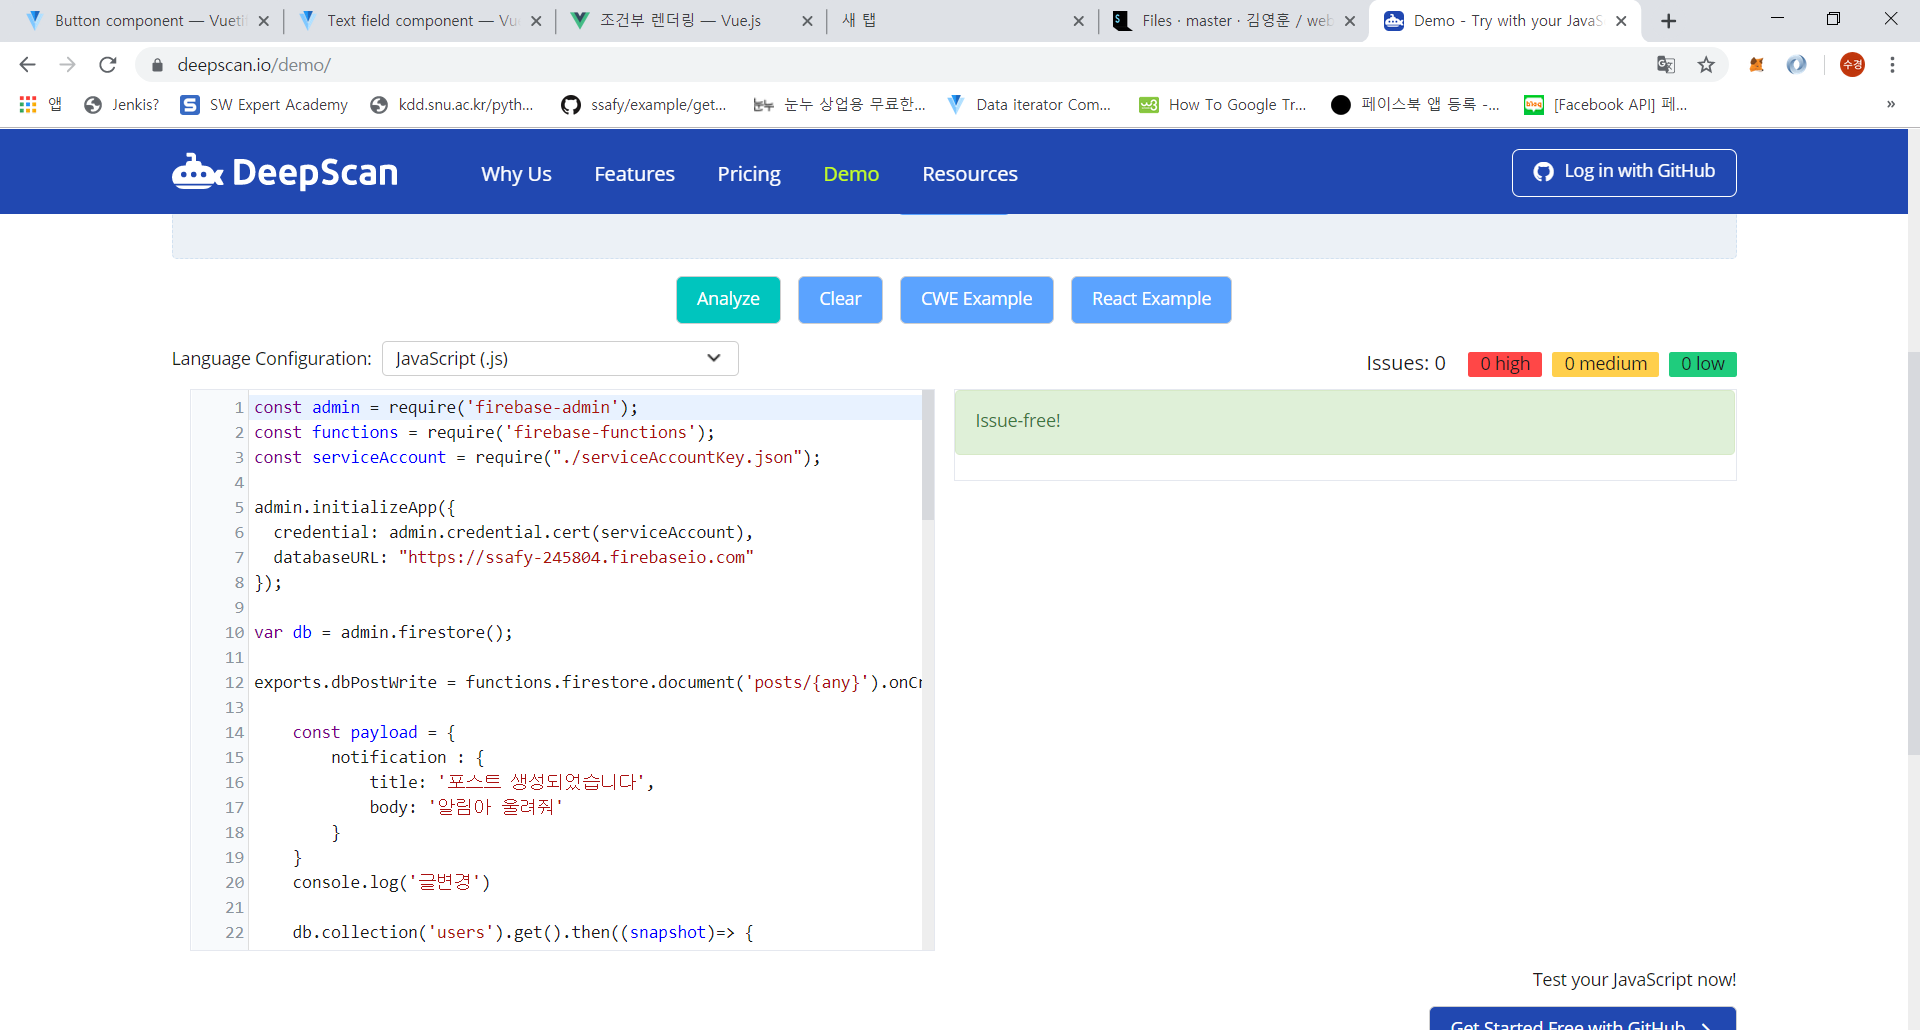 Button component — Vueti
Text field component — Vue
조건부 렌더링 — Vue.js
새 탭
Files · master · 김영훈 / web
Demo - Try with your JavaS
deepscan.io/demo/
수경
앱
Jenkis?
SW Expert Academy
kdd.snu.ac.kr/pyth...
ssafy/example/get...
눈누 상업용 무료한...
Data iterator Com...
How To Google Tr...
페이스북 앱 등록 -...
[Facebook API] 페...
»
DeepScan
Why Us
Features
Pricing
Demo
Resources
Log in with GitHub
Analyze
Clear
CWE Example
React Example
Language Configuration:
JavaScript (.js)
Issues: 0
0 high
0 medium
0 low
1 const admin = require('firebase-admin');
2 const functions = require('firebase-functions');
3 const serviceAccount = require("./serviceAccountKey.json");
4
5 admin.initializeApp({
6 credential: admin.credential.cert(serviceAccount),
7 databaseURL: "https://ssafy-245804.firebaseio.com"
8 });
9
10 var db = admin.firestore();
11
12 exports.dbPostWrite = functions.firestore.document('posts/{any}').onCr
13
14 const payload = {
15 notification : {
16 title: '포스트 생성되었습니다',
17 body: '알림아 울려줘'
18 }
19 }
20 console.log('글변경')
21
22 db.collection('users').get().then((snapshot)=> {
Issue-free!
Test your JavaScript now!
Get Started Free with GitHub